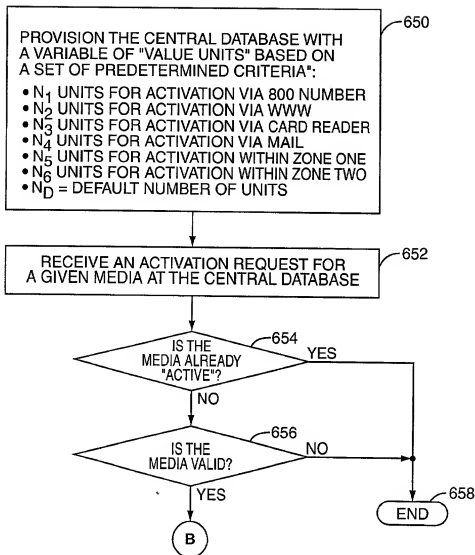 PROVISION THE CENTRAL DATABASE WITH
A VARIABLE OF "VALUE UNITS" BASED ON
A SET OF PREDETERMINED CRITERIA":
• N1 UNITS FOR ACTIVATION VIA 800 NUMBER
• N2 UNITS FOR ACTIVATION VIA WWW
• N3 UNITS FOR ACTIVATION VIA CARD READER
• N4 UNITS FOR ACTIVATION VIA MAIL
• N5 UNITS FOR ACTIVATION WITHIN ZONE ONE
• N6 UNITS FOR ACTIVATION WITHIN ZONE TWO
• ND = DEFAULT NUMBER OF UNITS
650
RECEIVE AN ACTIVATION REQUEST FOR
A GIVEN MEDIA AT THE CENTRAL DATABASE
652
IS THE
MEDIA ALREADY
"ACTIVE"?
654
YES
NO
IS THE
MEDIA VALID?
656
NO
YES
658
END
B